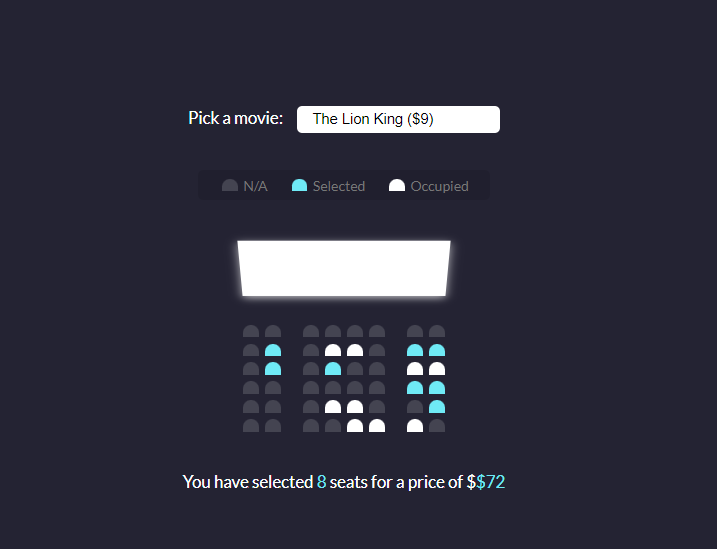 Pick a movie: The Lion King ($9)
N/A Selected Occupied
You have selected 8 seats for a price of $$72